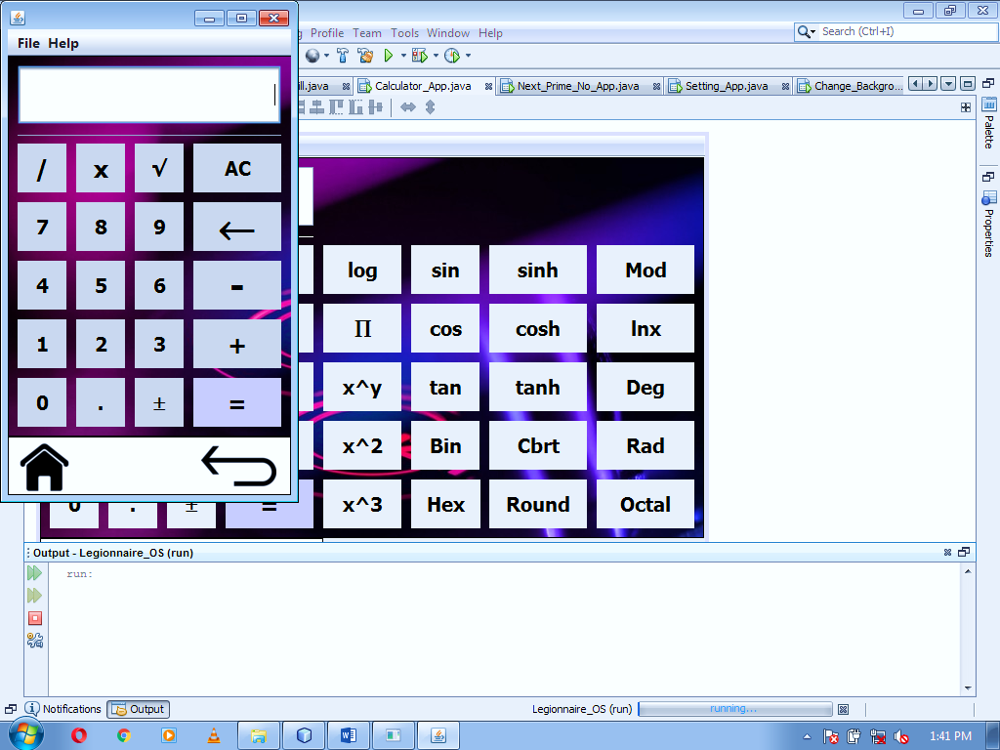 File Help
Profile Team Tools Window Help
Search (Ctrl+I)
ill.java Calculator_App.java Next_Prime_No_App.java Setting_App.java Change_Backgro...
Palette
Properties
/ x √ AC
7 8 9 ←
4 5 6 -
1 2 3 +
0 . ± =
log sin sinh Mod
Π cos cosh lnx
x^y tan tanh Deg
x^2 Bin Cbrt Rad
0 . ± = x^3 Hex Round Octal
Output - Legionnaire_OS (run)
run:
Notifications Output Legionnaire_OS (run) running...
1:41 PM